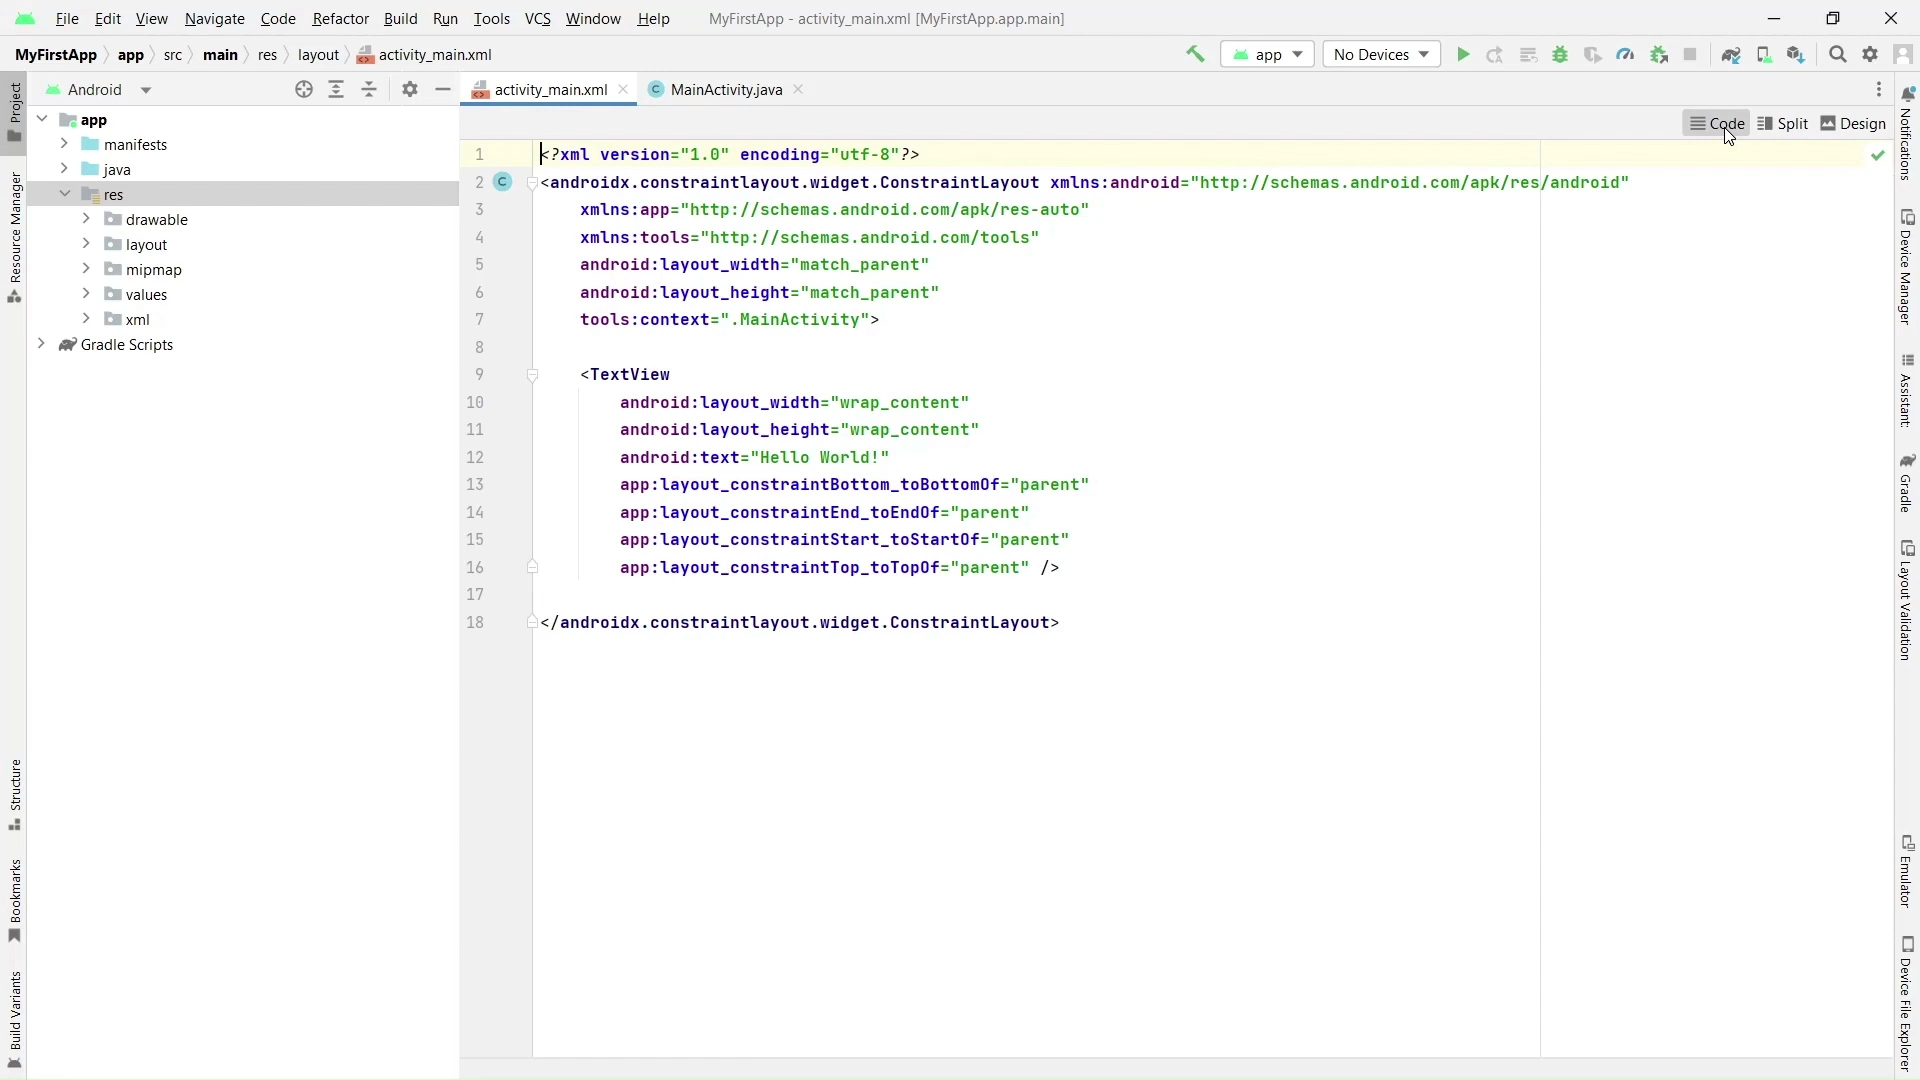 File Edit View Navigate Code Refactor Build Run Tools VCS Window Help MyFirstApp - activity_main.xml [MyFirstApp.app.main]
MyFirstApp app src main res layout activity_main.xml app No Devices
Android activity_main.xml MainActivity.java
Code Split Design
app
manifests
java
res
drawable
layout
mipmap
values
xml
Gradle Scripts
1 <?xml version="1.0" encoding="utf-8"?>
2 <androidx.constraintlayout.widget.ConstraintLayout xmlns:android="http://schemas.android.com/apk/res/android"
3 xmlns:app="http://schemas.android.com/apk/res-auto"
4 xmlns:tools="http://schemas.android.com/tools"
5 android:layout_width="match_parent"
6 android:layout_height="match_parent"
7 tools:context=".MainActivity">
8
9 <TextView
10 android:layout_width="wrap_content"
11 android:layout_height="wrap_content"
12 android:text="Hello World!"
13 app:layout_constraintBottom_toBottomOf="parent"
14 app:layout_constraintEnd_toEndOf="parent"
15 app:layout_constraintStart_toStartOf="parent"
16 app:layout_constraintTop_toTopOf="parent" />
17
18 </androidx.constraintlayout.widget.ConstraintLayout>
Project
Resource Manager
Structure
Bookmarks
Build Variants
Notifications
Device Manager
Assistant:
Gradle
Layout Validation
Emulator
Device File Explorer